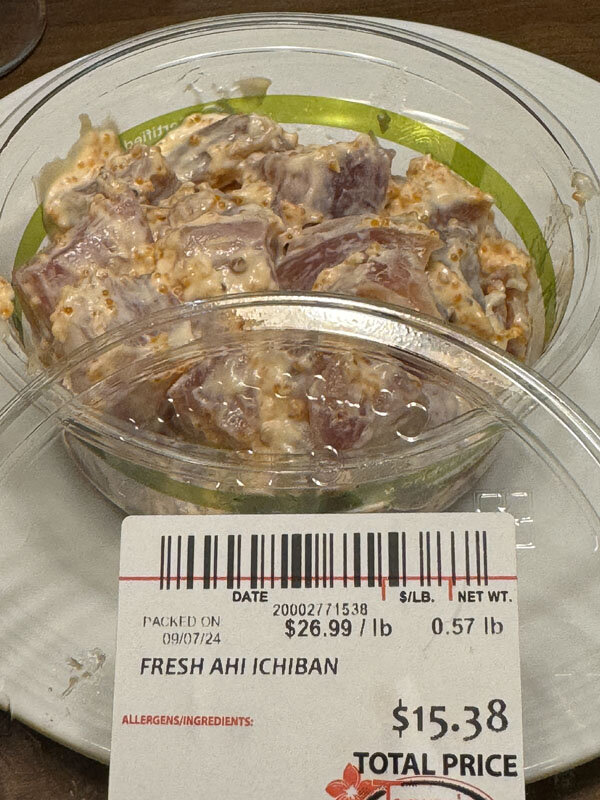 DATE
20002771538
$/LB.
NET WT.
PACKED ON
09/07/24
$26.99 / lb
0.57 lb
FRESH AHI ICHIBAN
ALLERGENS/INGREDIENTS:
$15.38
TOTAL PRICE